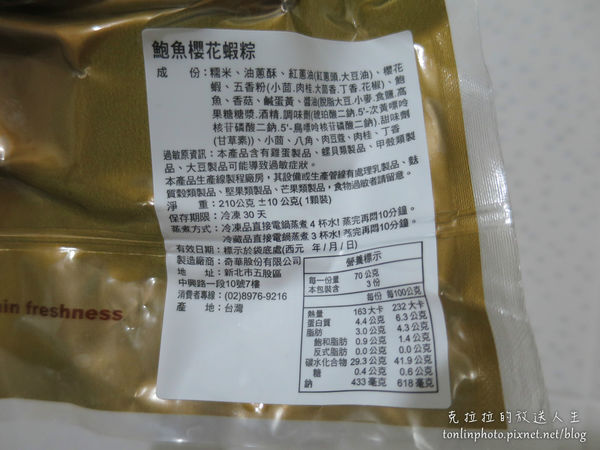 鮑魚櫻花蝦粽
成 份:糯米、油蔥酥、紅蔥油(紅蔥頭.大豆油)、櫻花
蝦、五香粉(小茴.肉桂.大茴香.丁香.花椒)、鮑
魚、香菇、鹹蛋黃、醬油(脫脂大豆.小麥.食鹽.高
果糖糖漿.酒精.調味劑(琥珀酸二鈉.5'-次黃嘌呤
核苷磷酸二鈉.5'-鳥嘌呤核苷磷酸二鈉).甜味劑
(甘草素))、小茴、八角、肉豆蔻、肉桂、丁香
過敏原資訊:本產品含有雞蛋製品、螺貝類製品、甲殼類製
品、大豆製品可能導致過敏症狀。
本產品生產線製程廠房,其設備或生產管線有處理乳製品、麩
質穀類製品、堅果類製品、芒果類製品,食物過敏者請留意。
淨 重:210公克 ±10 公克(1顆裝)
保存期限:冷凍 30 天
蒸煮方式:冷凍品直接電鍋蒸煮 4 杯水! 蒸完再悶10分鐘。
冷藏品直接電鍋蒸煮 3 杯水! 蒸完再悶10分鐘。
有效日期:標示於袋底處(西元 年/月/日)
製造廠商:奇華股份有限公司
地 址:新北市五股區
中興路一段10號7樓
消費者專線:(02)8976-9216
產 地:台灣
營養標示
每一份量 70 公克
本包裝含 3 份
每份 每100公克
熱量 163 大卡 232 大卡
蛋白質 4.4 公克 6.3 公克
脂肪 3.0 公克 4.3 公克
飽和脂肪 0.9 公克 1.4 公克
反式脂肪 0.0 公克 0.0 公克
碳水化合物 29.3 公克 41.9 公克
糖 0.4 公克 0.6 公克
鈉 433 毫克 618 毫克
freshness
克拉拉的放送人生
tonlinphoto.pixnet.net/blog